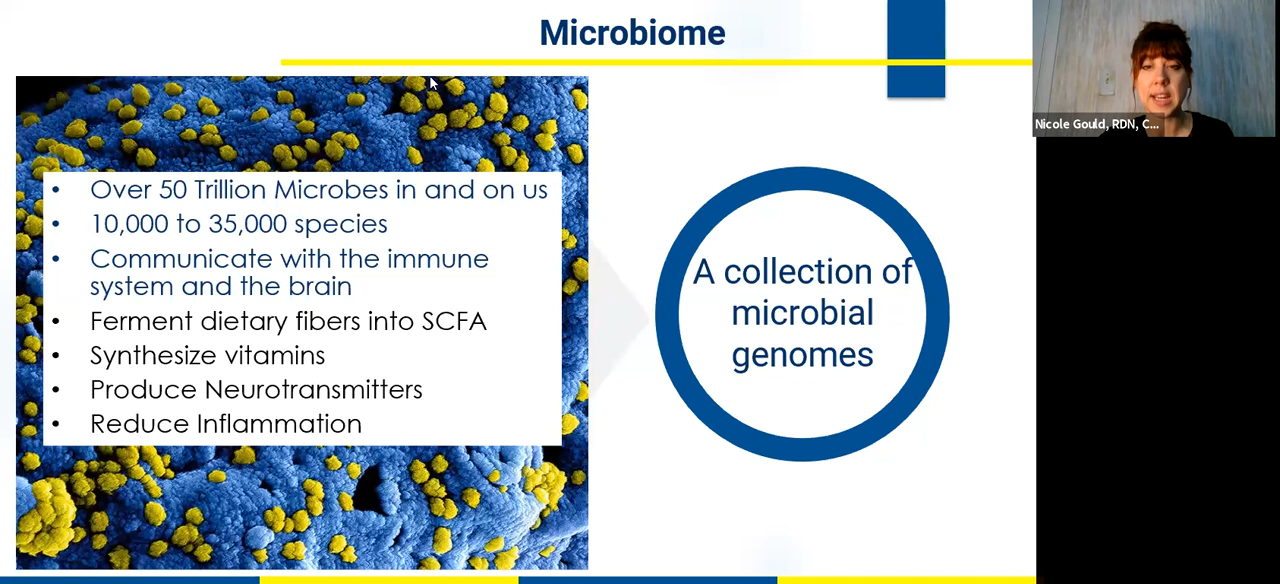 Microbiome
Nicole Gould, RDN, C...
• Over 50 Trillion Microbes in and on us
• 10,000 to 35,000 species
• Communicate with the immune
system and the brain
• Ferment dietary fibers into SCFA
• Synthesize vitamins
• Produce Neurotransmitters
• Reduce Inflammation
A collection of
microbial
genomes